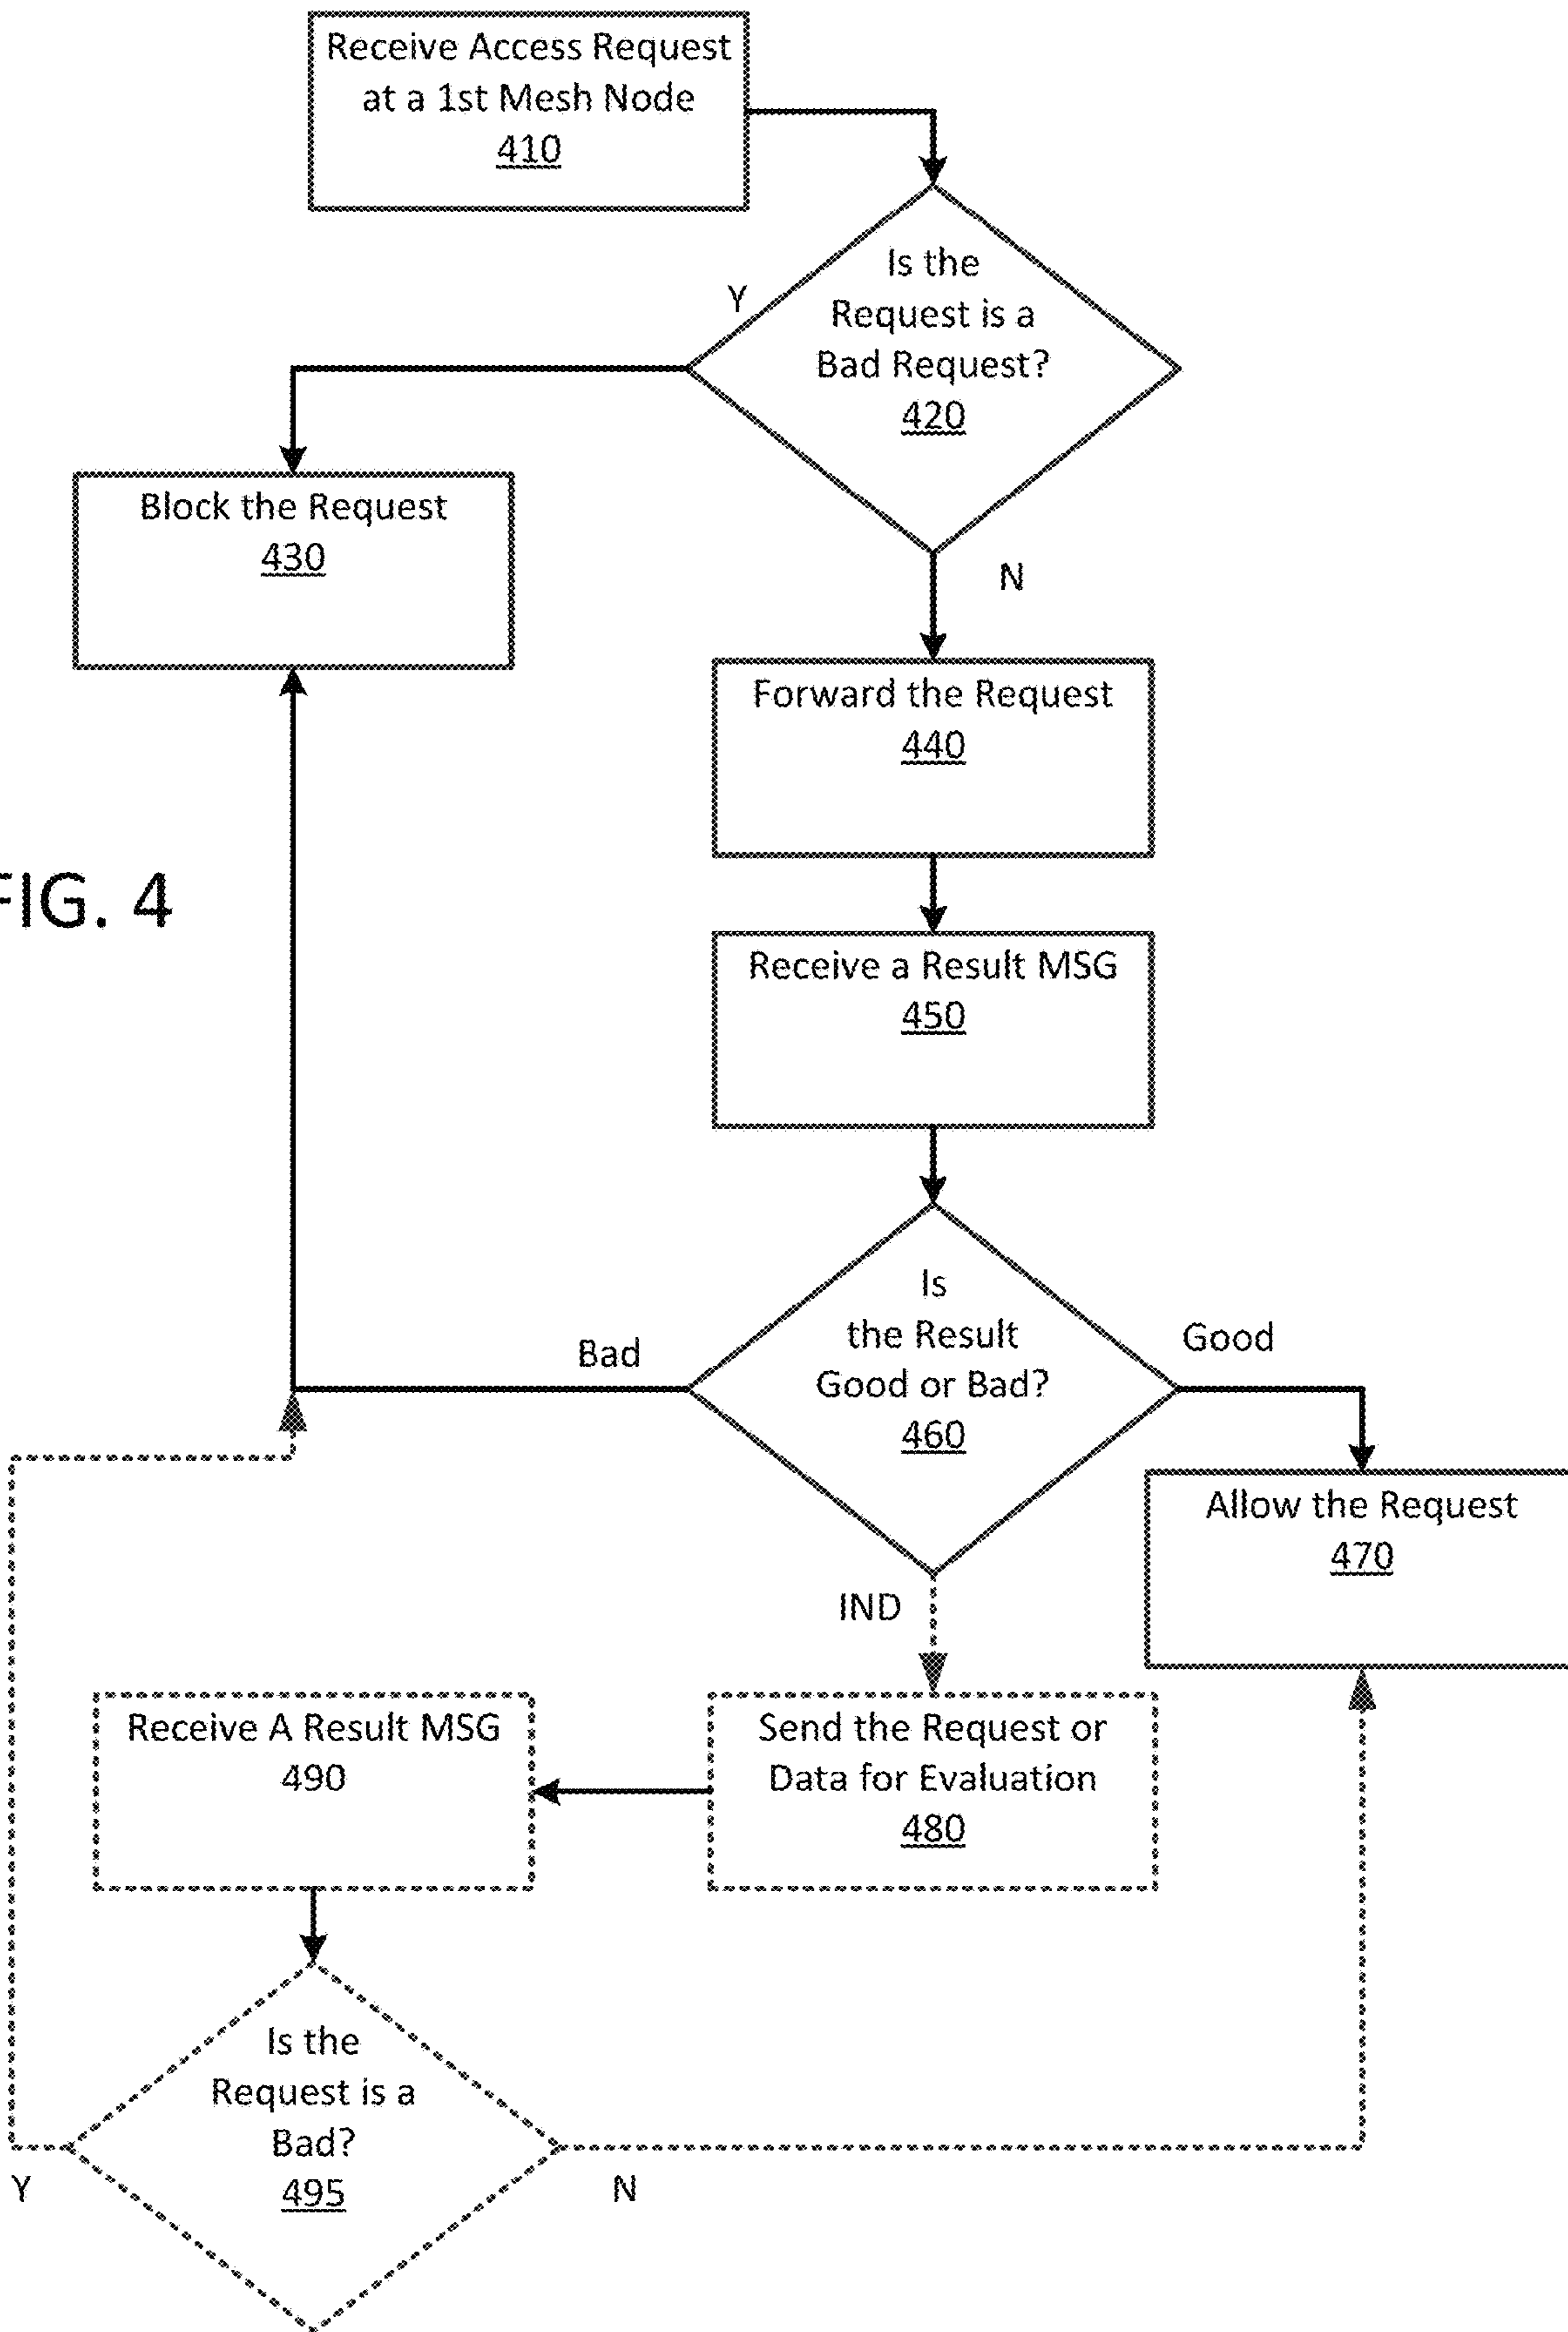 Receive Access Request
at a 1st Mesh Node
410
Is the
Request is a
Bad Request?
420
Y
N
Block the Request
430
Forward the Request
440
FIG. 4
Receive a Result MSG
450
Is
the Result
Good or Bad?
460
Bad
Good
IND
Allow the Request
470
Send the Request or
Data for Evaluation
480
Receive A Result MSG
490
Is the
Request is a
Bad?
495
Y
N